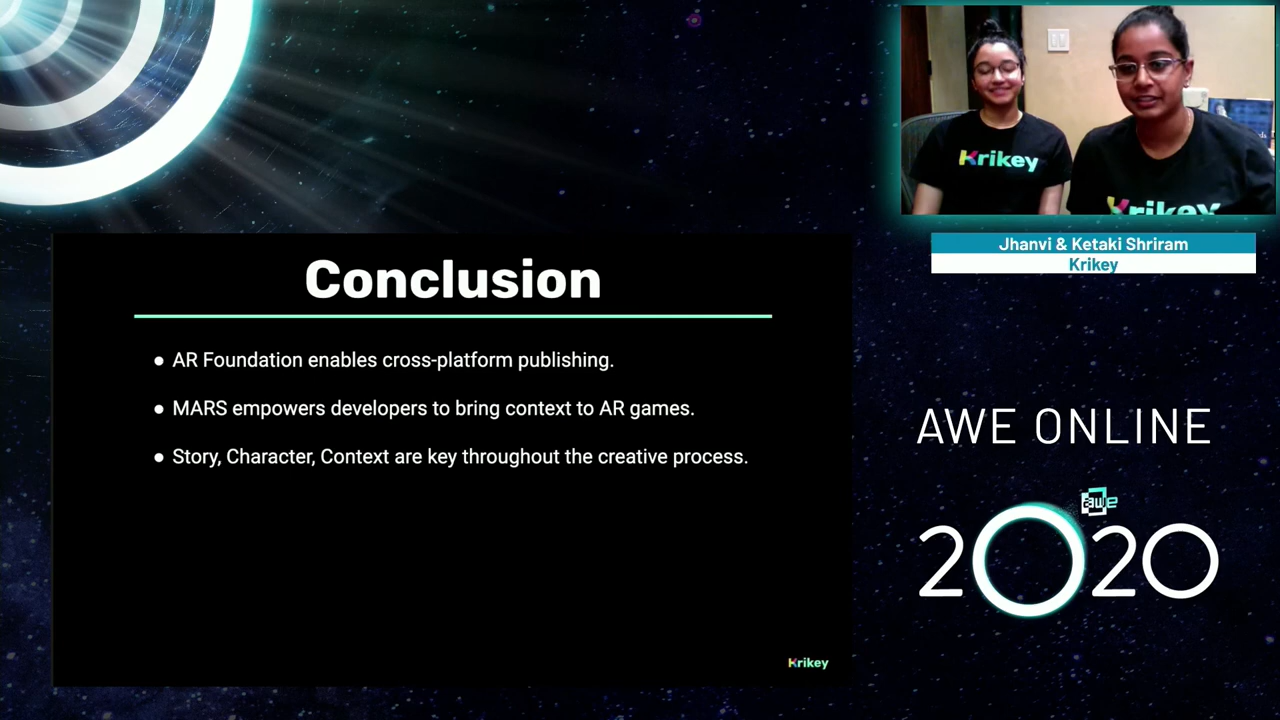 Krikey
Krikey
Jhanvi & Ketaki Shriram
Krikey
Conclusion
• AR Foundation enables cross-platform publishing.
• MARS empowers developers to bring context to AR games.
• Story, Character, Context are key throughout the creative process.
Krikey
AWE ONLINE
awe
2020